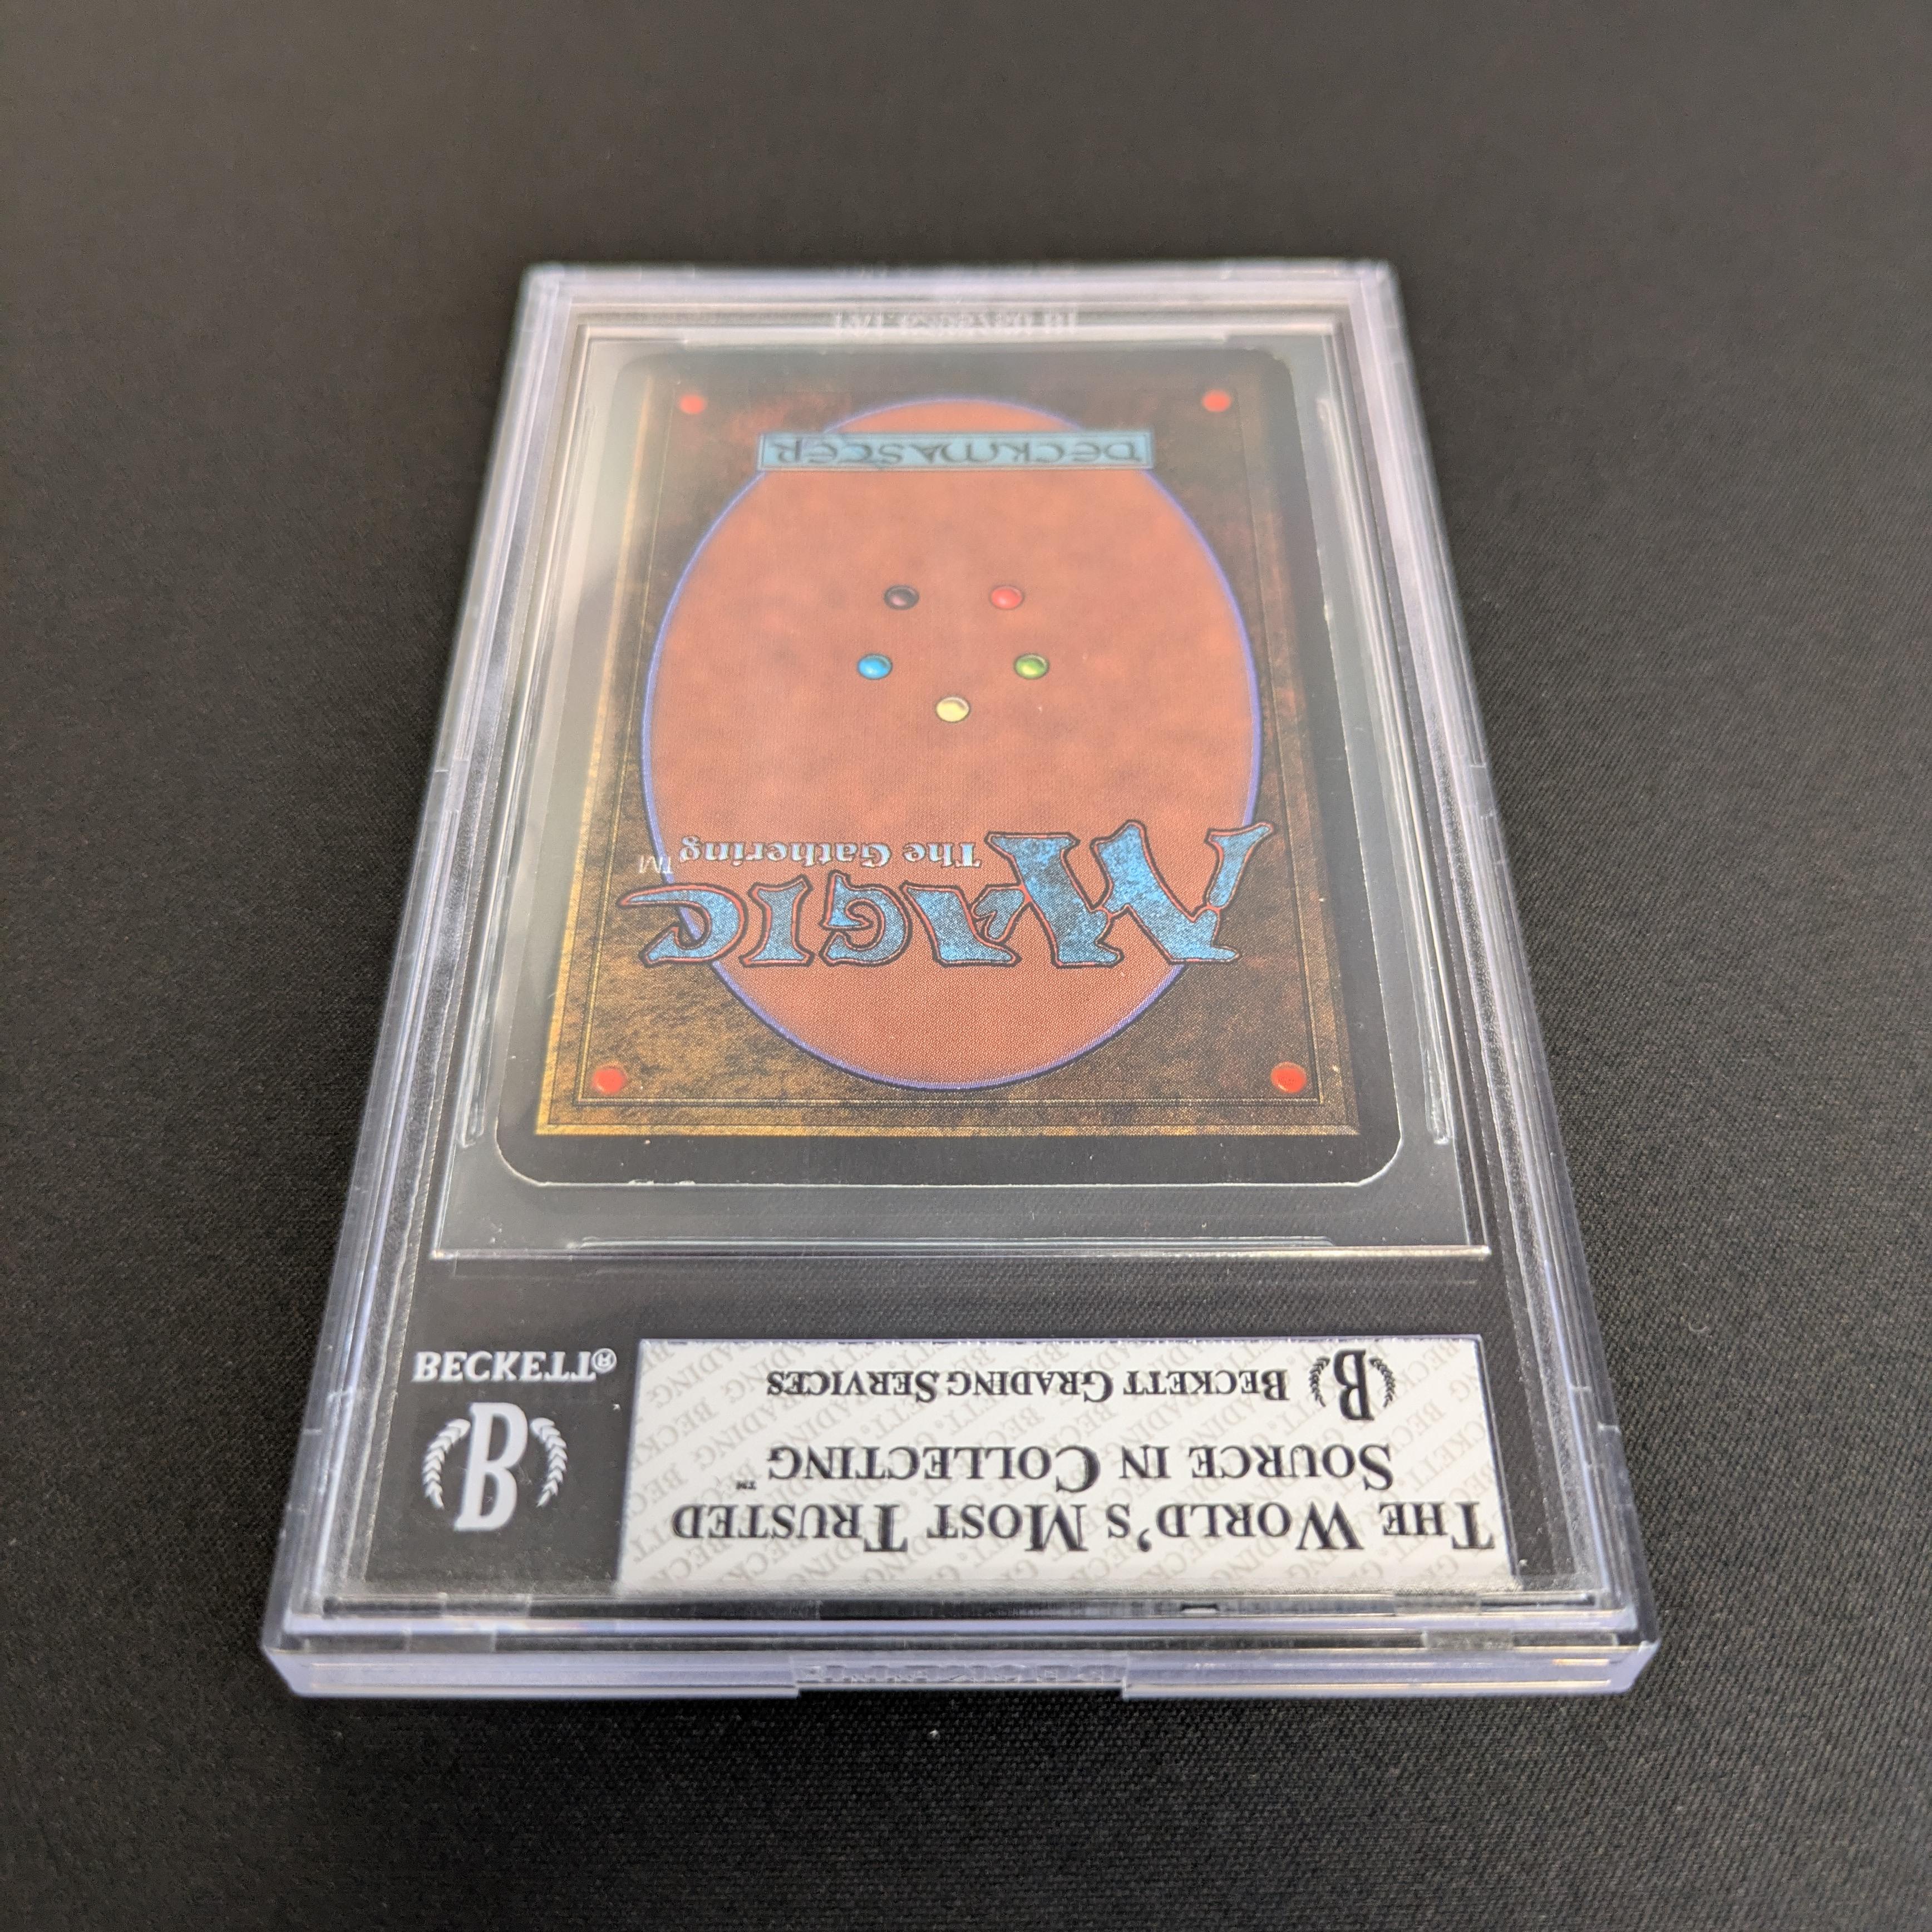 THE WORLD'S MOST TRUSTED
SOURCE IN COLLECTING™
BECKETT GRADING SERVICES
B
BECKETT®
B
MAGIC
The Gathering™
DECKMASTER